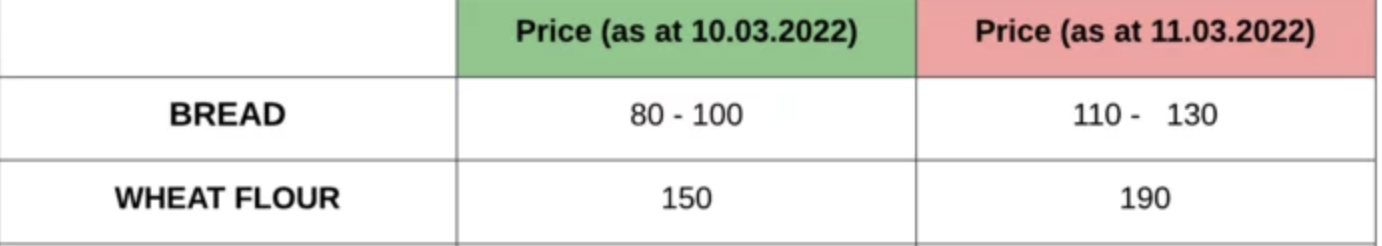 Price (as at 10.03.2022) Price (as at 11.03.2022)
BREAD 80 - 100 110 - 130
WHEAT FLOUR 150 190